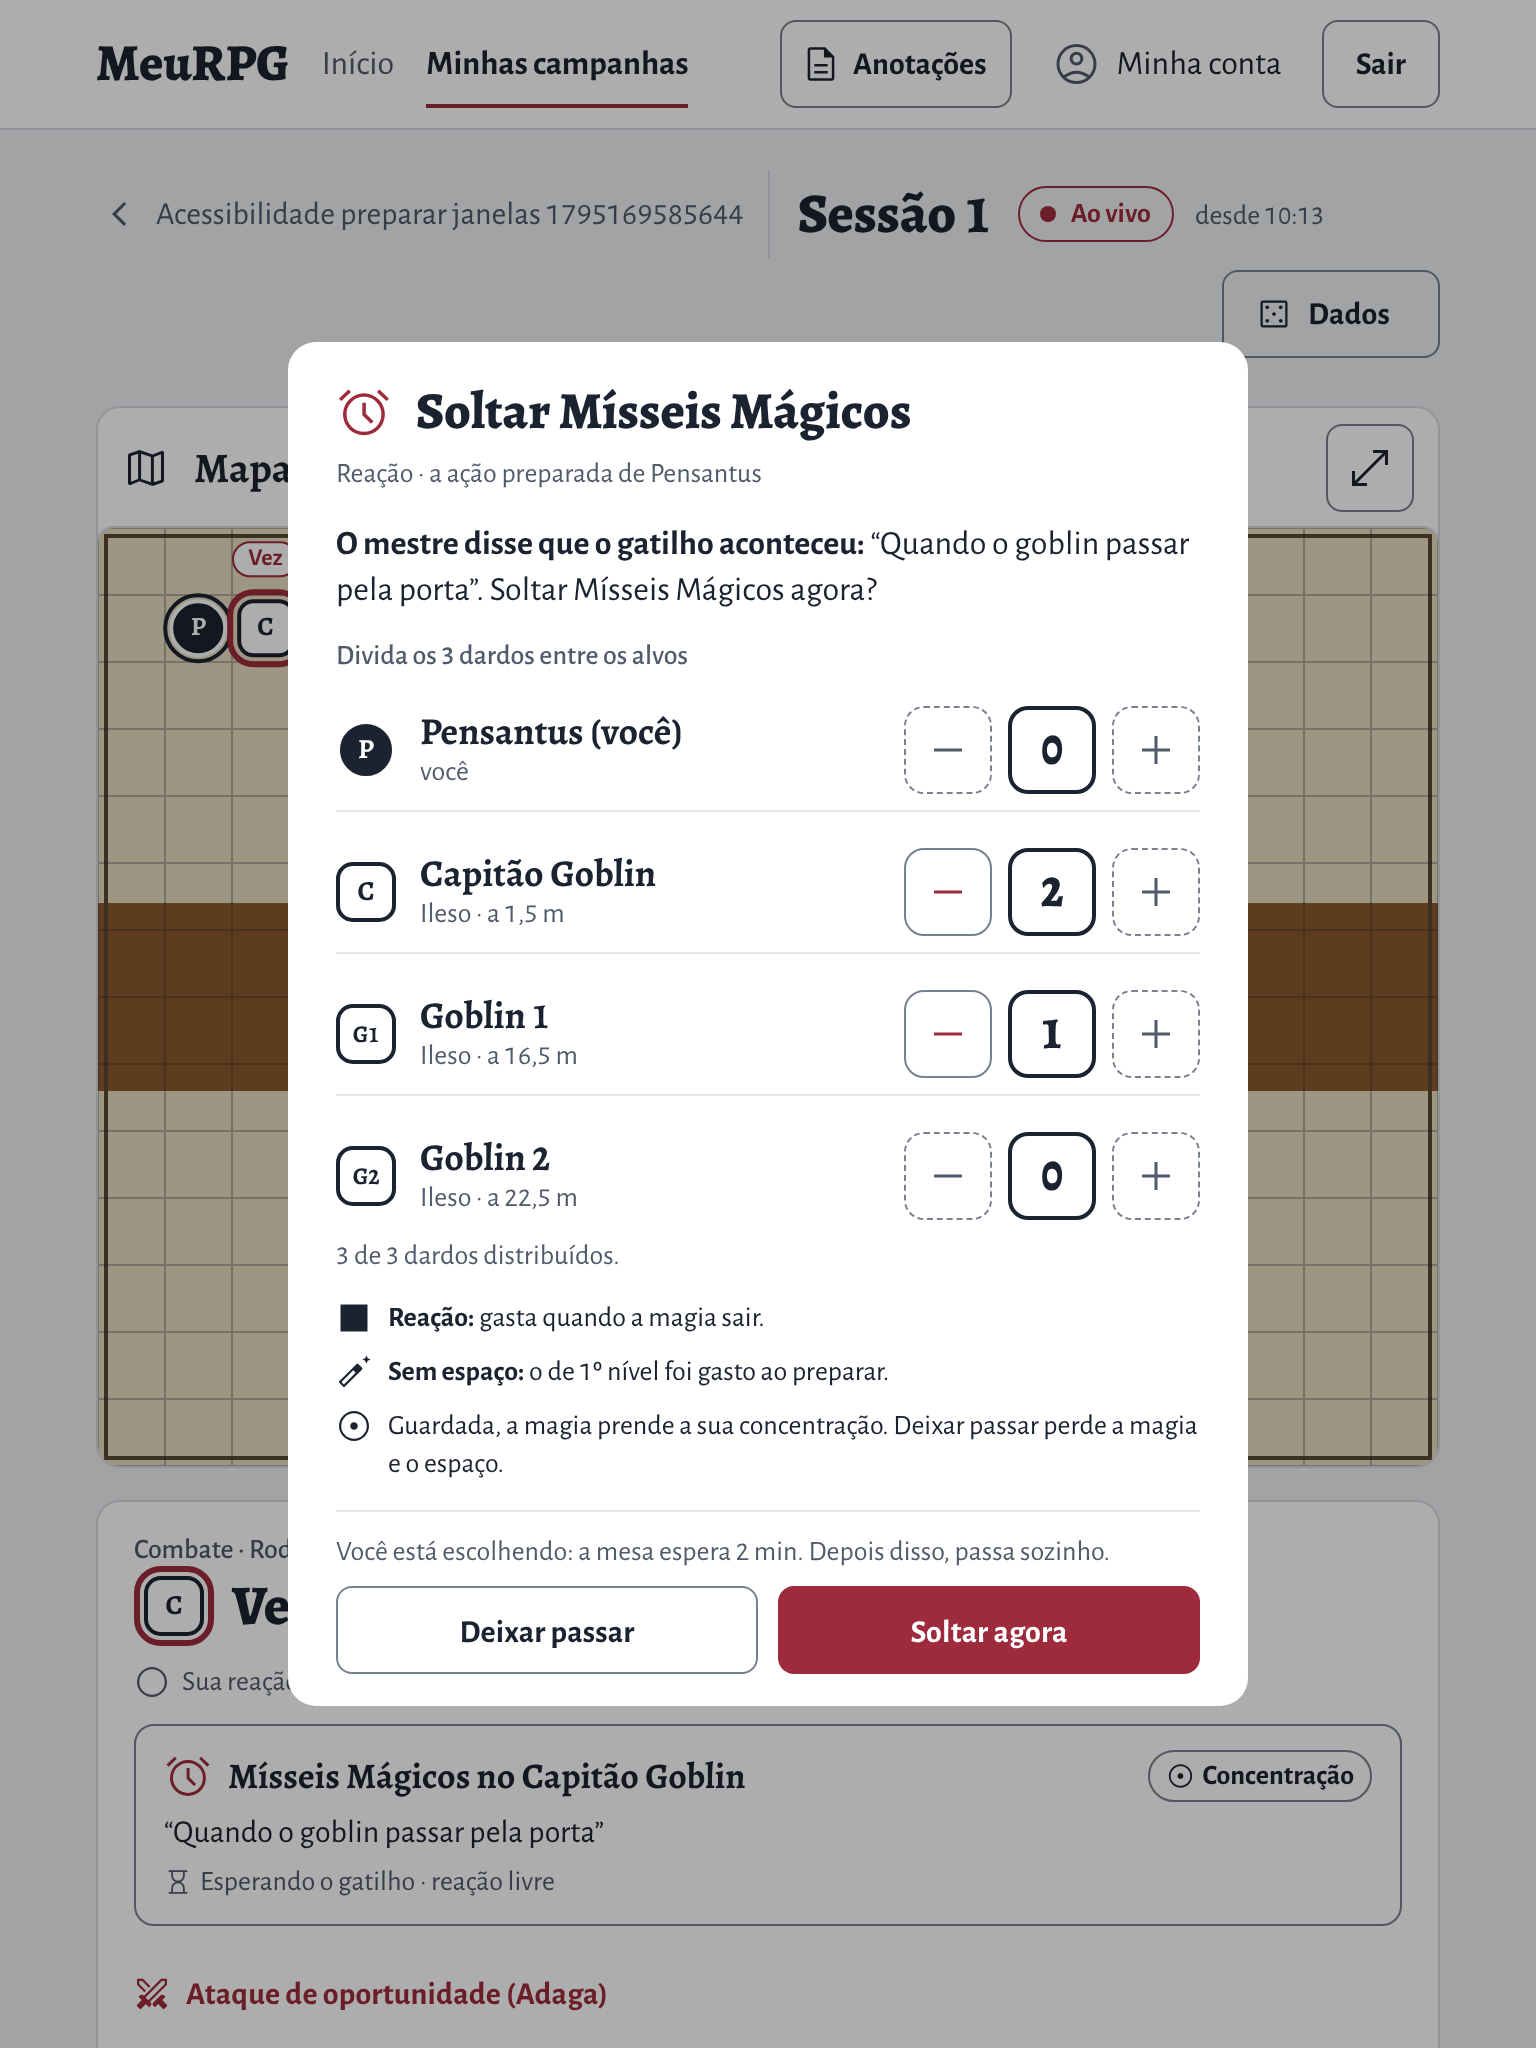 MeuRPG
Início
Minhas campanhas
Anotações
Minha conta
Sair
Acessibilidade preparar janelas 1795169585644
Sessão 1
Ao vivo
desde 10:13
Dados
Mapa
Vez
P
C
Soltar Mísseis Mágicos
Reação · a ação preparada de Pensantus
O mestre disse que o gatilho aconteceu: “Quando o goblin passar
pela porta”. Soltar Mísseis Mágicos agora?
Divida os 3 dardos entre os alvos
P
Pensantus (você)
você
0
C
Capitão Goblin
Ileso · a 1,5 m
2
G1
Goblin 1
Ileso · a 16,5 m
1
G2
Goblin 2
Ileso · a 22,5 m
0
3 de 3 dardos distribuídos.
Reação: gasta quando a magia sair.
Sem espaço: o de 1º nível foi gasto ao preparar.
Guardada, a magia prende a sua concentração. Deixar passar perde a magia
e o espaço.
Você está escolhendo: a mesa espera 2 min. Depois disso, passa sozinho.
Deixar passar
Soltar agora
Combate · Rod
C
Ve
Sua reaçã
Mísseis Mágicos no Capitão Goblin
Concentração
“Quando o goblin passar pela porta”
Esperando o gatilho · reação livre
Ataque de oportunidade (Adaga)